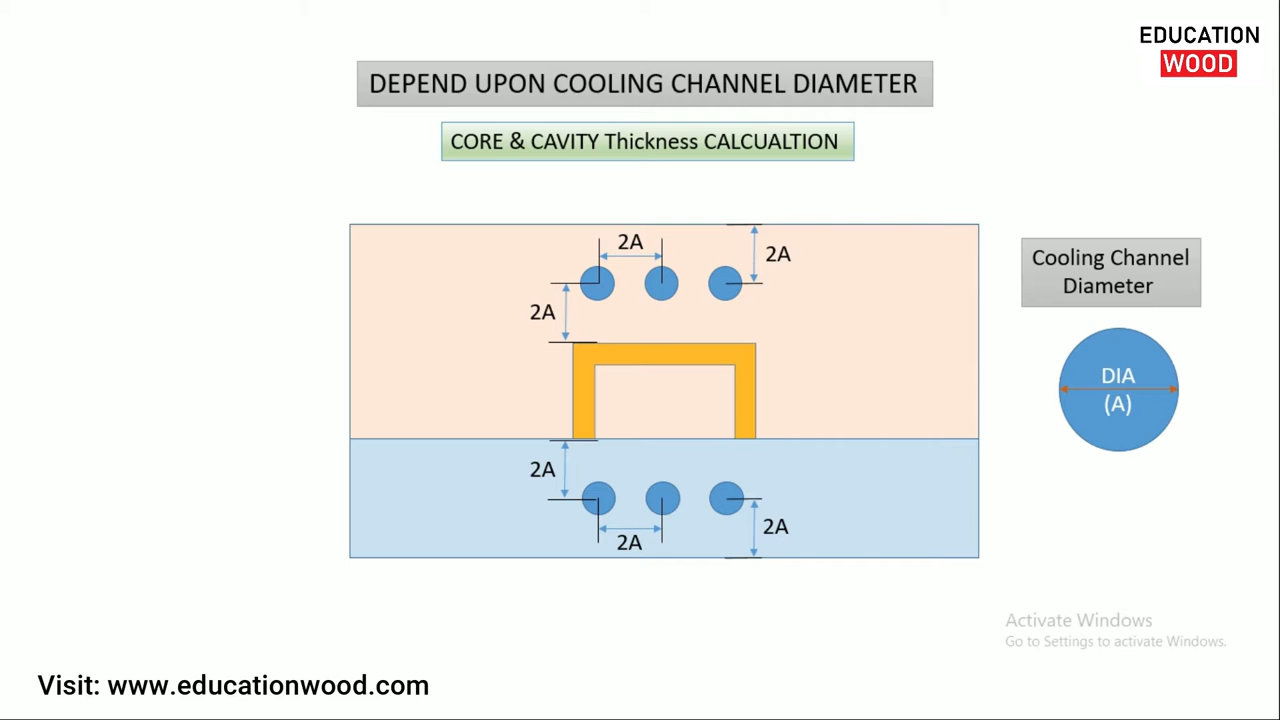 EDUCATION
WOOD
DEPEND UPON COOLING CHANNEL DIAMETER
CORE & CAVITY Thickness CALCUALTION
2A
2A
2A
Cooling Channel
Diameter
DIA
(A)
2A
2A
2A
Activate Windows
Go to Settings to activate Windows.
Visit: www.educationwood.com